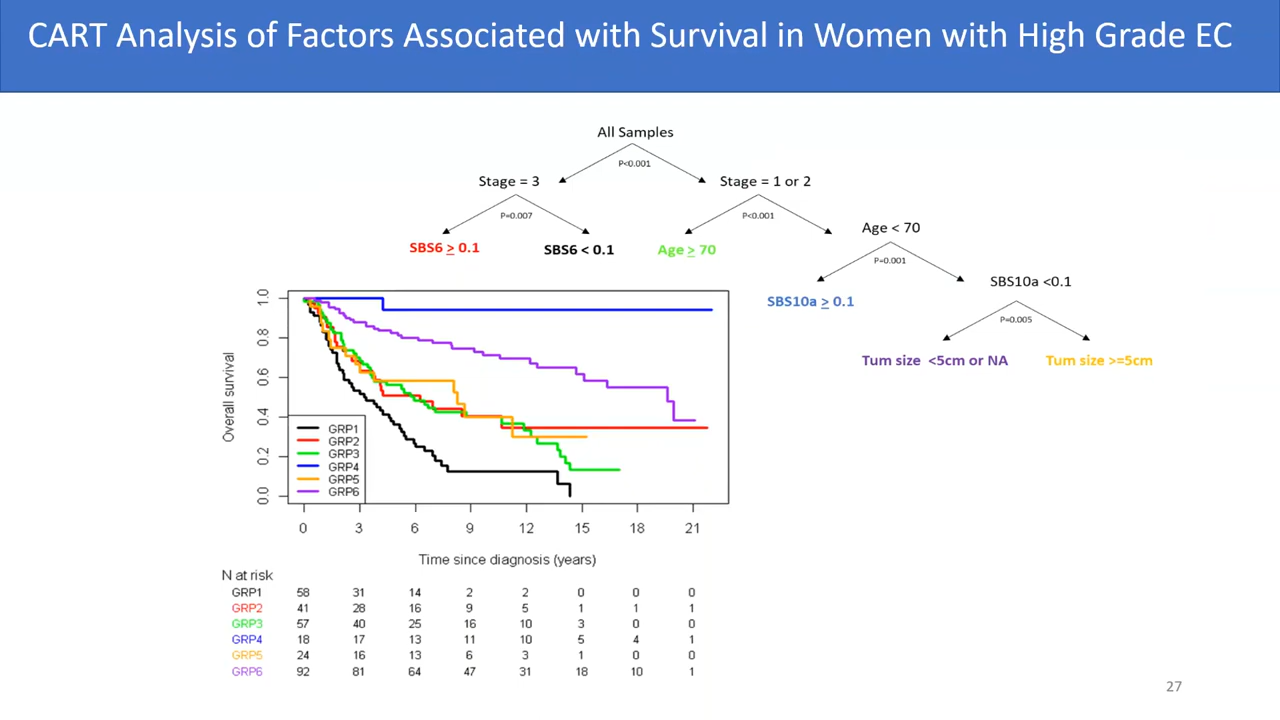 CART Analysis of Factors Associated with Survival in Women with High Grade EC
All Samples
P<0.001
Stage = 3
Stage = 1 or 2
P=0.007
P<0.001
SBS6 ≥ 0.1
SBS6 < 0.1
Age ≥ 70
Age < 70
P=0.001
SBS10a ≥ 0.1
SBS10a <0.1
P=0.005
Tum size <5cm or NA
Tum size >=5cm
Overall survival
1.0
0.8
0.6
0.4
0.2
0.0
GRP1
GRP2
GRP3
GRP4
GRP5
GRP6
0 3 6 9 12 15 18 21
Time since diagnosis (years)
N at risk
GRP1 58 31 14 2 2 0 0 0
GRP2 41 28 16 9 5 1 1 1
GRP3 57 40 25 16 10 3 0 0
GRP4 18 17 13 11 10 5 4 1
GRP5 24 16 13 6 3 1 0 0
GRP6 92 81 64 47 31 18 10 1
27